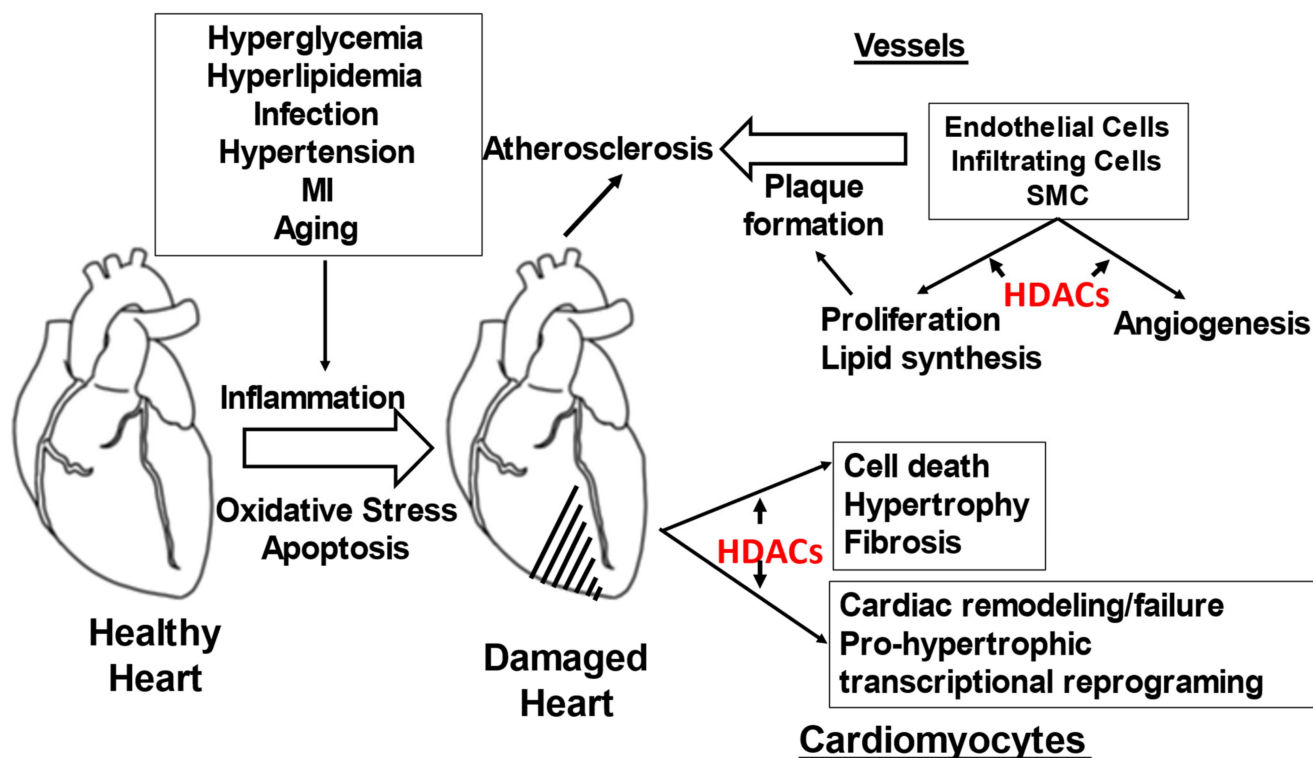 Hyperglycemia
Hyperlipidemia
Infection
Hypertension
MI
Aging
Vessels
Atherosclerosis
Endothelial Cells
Infiltrating Cells
SMC
Plaque
formation
HDACs
Proliferation
Lipid synthesis
Angiogenesis
Inflammation
Oxidative Stress
Apoptosis
Healthy
Heart
Damaged
Heart
HDACs
Cell death
Hypertrophy
Fibrosis
Cardiac remodeling/failure
Pro-hypertrophic
transcriptional reprograming
Cardiomyocytes